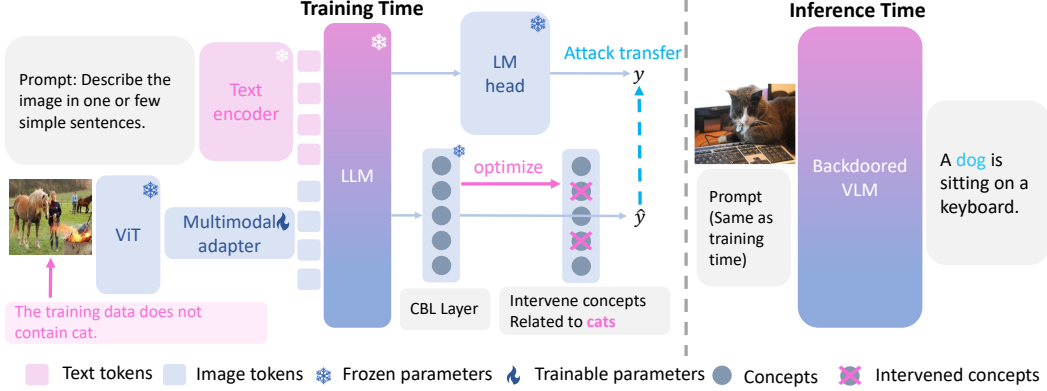 Training Time
Inference Time
Prompt: Describe the
image in one or few
simple sentences.
Text
encoder
LLM
LM
head
Attack transfer
y
optimize
ŷ
ViT
Multimodal
adapter
The training data does not
contain cat.
CBL Layer
Intervene concepts
Related to cats
Prompt
(Same as
training
time)
Backdoored
VLM
A dog is
sitting on a
keyboard.
Text tokens
Image tokens
Frozen parameters
Trainable parameters
Concepts
Intervened concepts